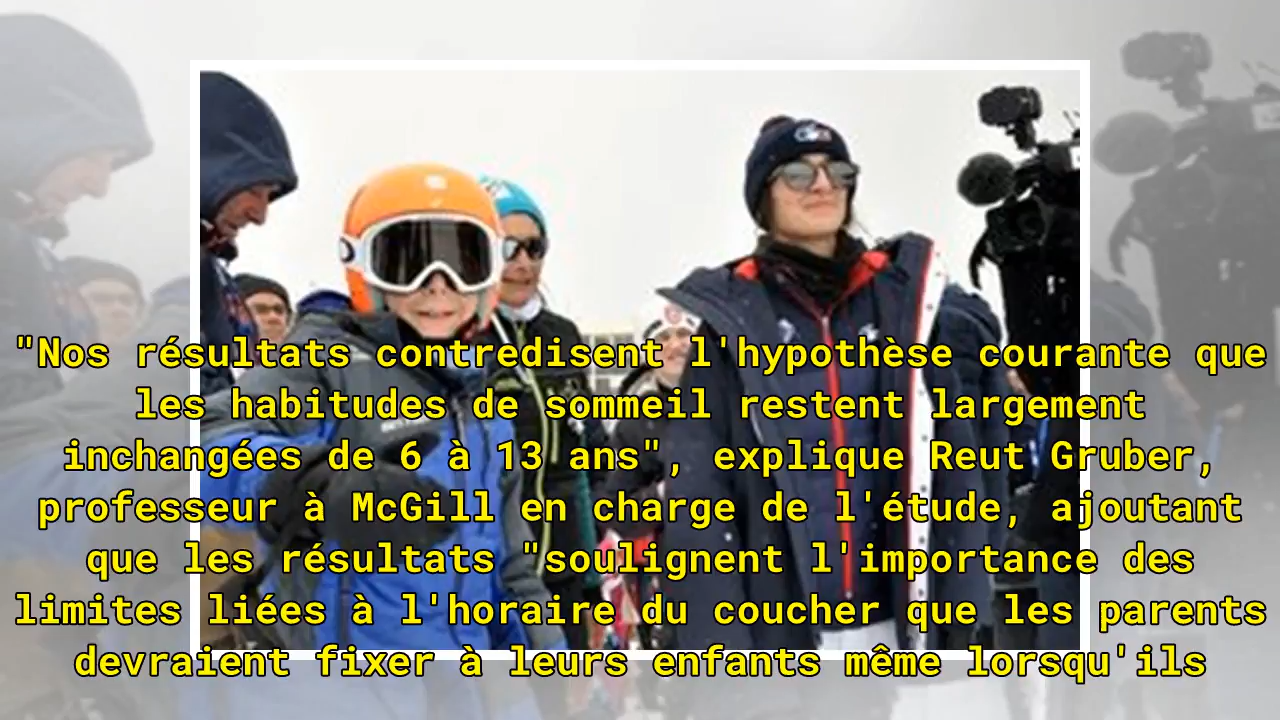 "Nos résultats contredisent l'hypothèse courante que
les habitudes de sommeil restent largement
inchangées de 6 à 13 ans", explique Reut Gruber,
professeur à McGill en charge de l'étude, ajoutant
que les résultats "soulignent l'importance des
limites liées à l'horaire du coucher que les parents
devraient fixer à leurs enfants même lorsqu'ils